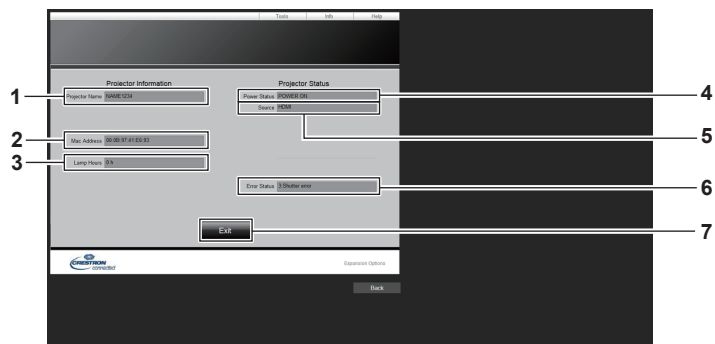 Tools Info Help
Projector Information
Projector Status
1
Projector Name NAME1234
Power Status POWER ON
4
Source HDMI
5
2
Mac Address 00:0B:97:41:E6:93
3
Lamp Hours 0 h
Error Status 3:Shutter error
6
Exit
7
CRESTRON
connected
Expansion Options
Back